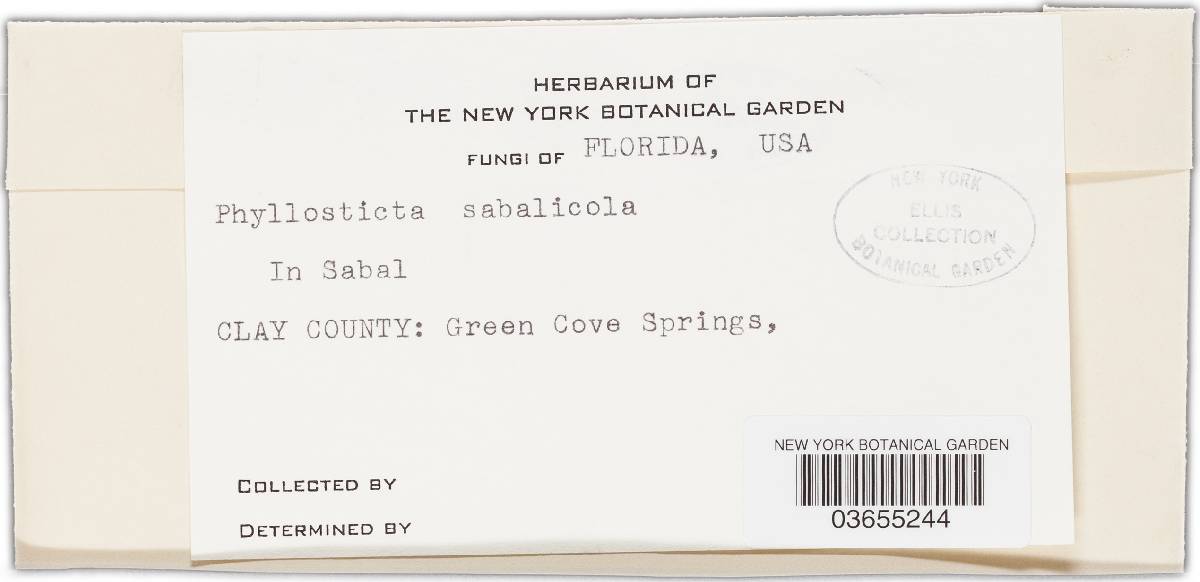 HERBARIUM OF
THE NEW YORK BOTANICAL GARDEN
FUNGI OF FLORIDA, USA
Phyllosticta sabalicola
In Sabal
CLAY COUNTY: Green Cove Springs,
NEW YORK
ELLIS
COLLECTION
BOTANICAL GARDEN
NEW YORK BOTANICAL GARDEN
03655244
COLLECTED BY
DETERMINED BY